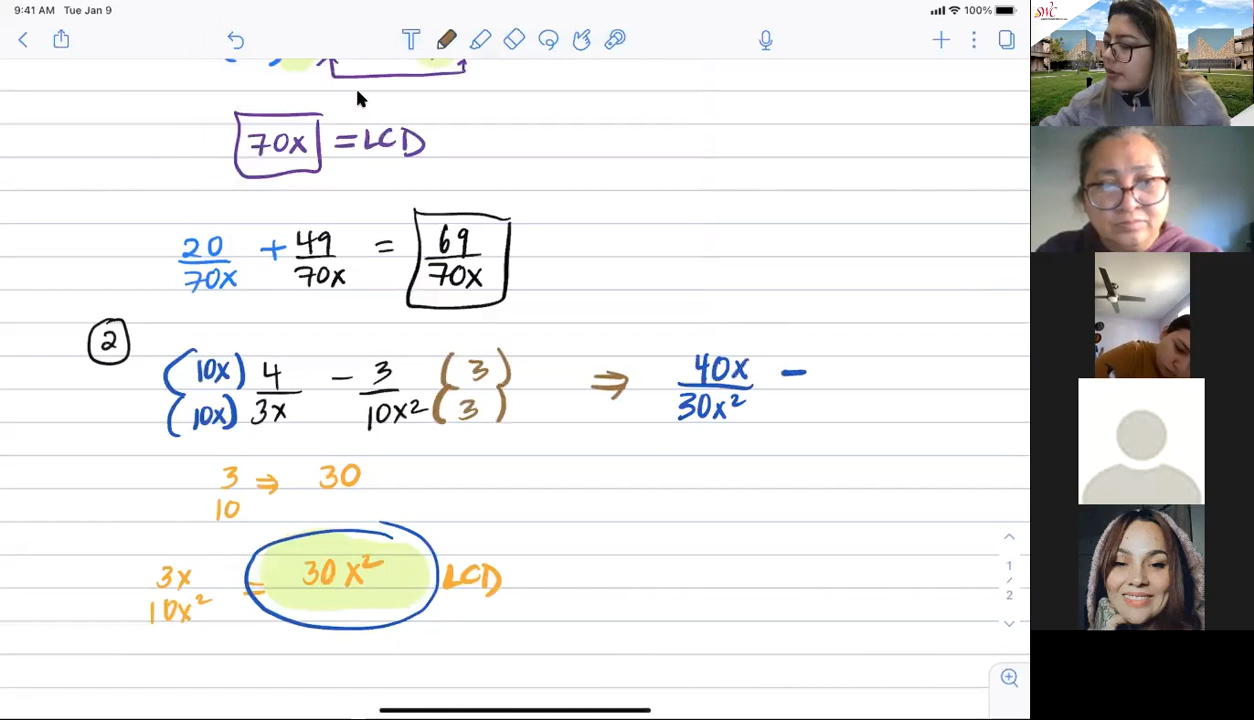 9:41 AM Tue Jan 9
100%
SWC
70x = LCD
20/70x + 49/70x = 69/70x
2
(10x/10x) 4/3x - 3/10x² (3/3) ⇒ 40x/30x² -
3 ⇒ 30
10
3x = 30x² LCD
10x²
1
/
2